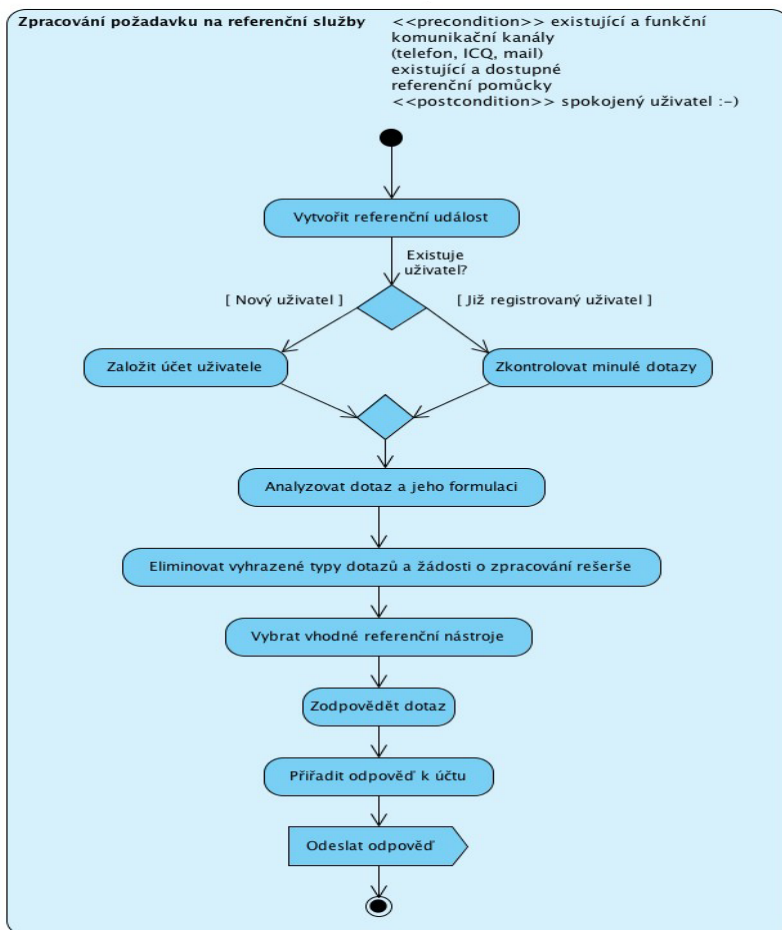 Zpracování požadavku na referenční služby
<<precondition>> existující a funkční
komunikační kanály
(telefon, ICQ, mail)
existující a dostupné
referenční pomůcky
<<postcondition>> spokojený uživatel :-)
Vytvořit referenční událost
Existuje
uživatel?
[ Nový uživatel ]
[ Již registrovaný uživatel ]
Založit účet uživatele
Zkontrolovat minulé dotazy
Analyzovat dotaz a jeho formulaci
Eliminovat vyhrazené typy dotazů a žádosti o zpracování rešerše
Vybrat vhodné referenční nástroje
Zodpovědět dotaz
Přiřadit odpověď k účtu
Odeslat odpověď